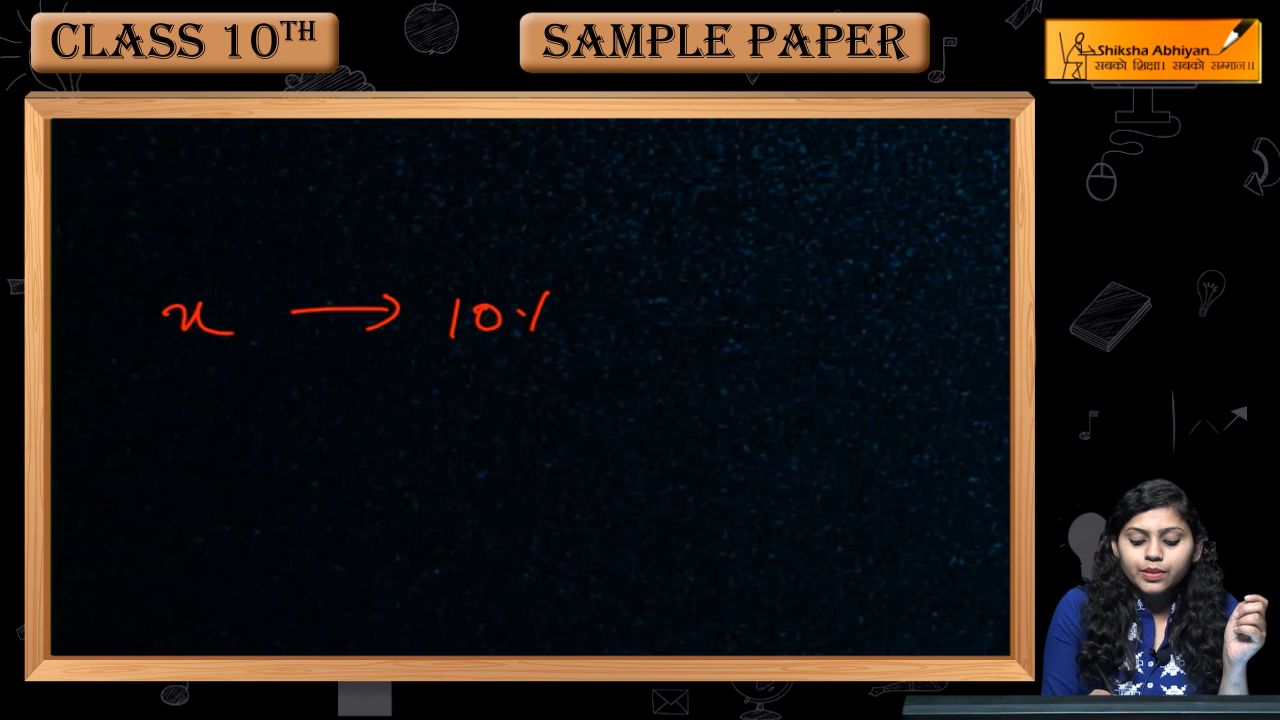 CLASS 10TH
SAMPLE PAPER
Shiksha Abhiyan
सबको शिक्षा। सबको सम्मान।।
x → 10%